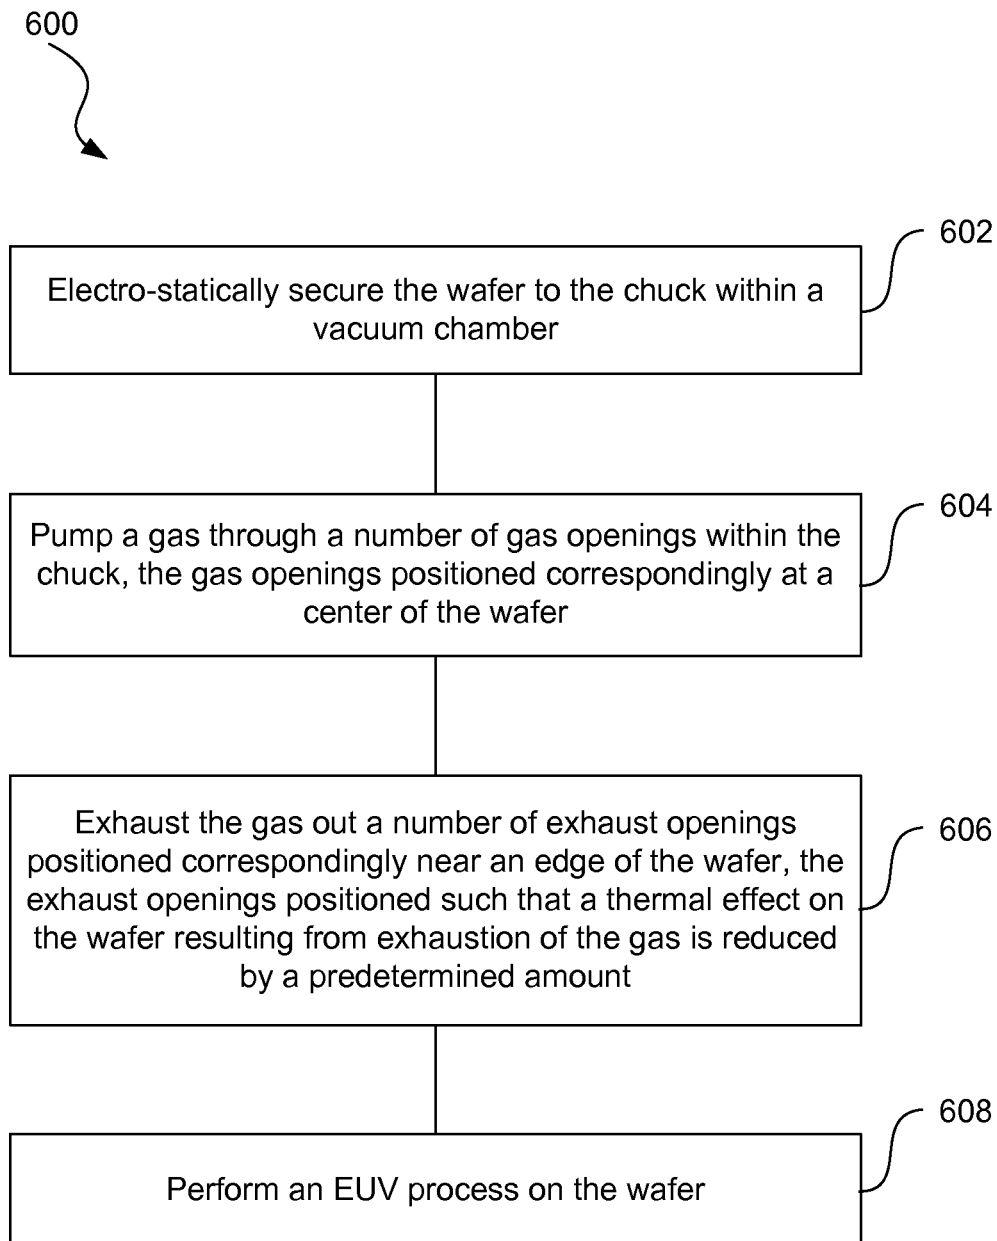 600
602
Electro-statically secure the wafer to the chuck within a
vacuum chamber
604
Pump a gas through a number of gas openings within the
chuck, the gas openings positioned correspondingly at a
center of the wafer
Exhaust the gas out a number of exhaust openings
positioned correspondingly near an edge of the wafer, the
606
exhaust openings positioned such that a thermal effect on
the wafer resulting from exhaustion of the gas is reduced
by a predetermined amount
608
Perform an EUV process on the wafer